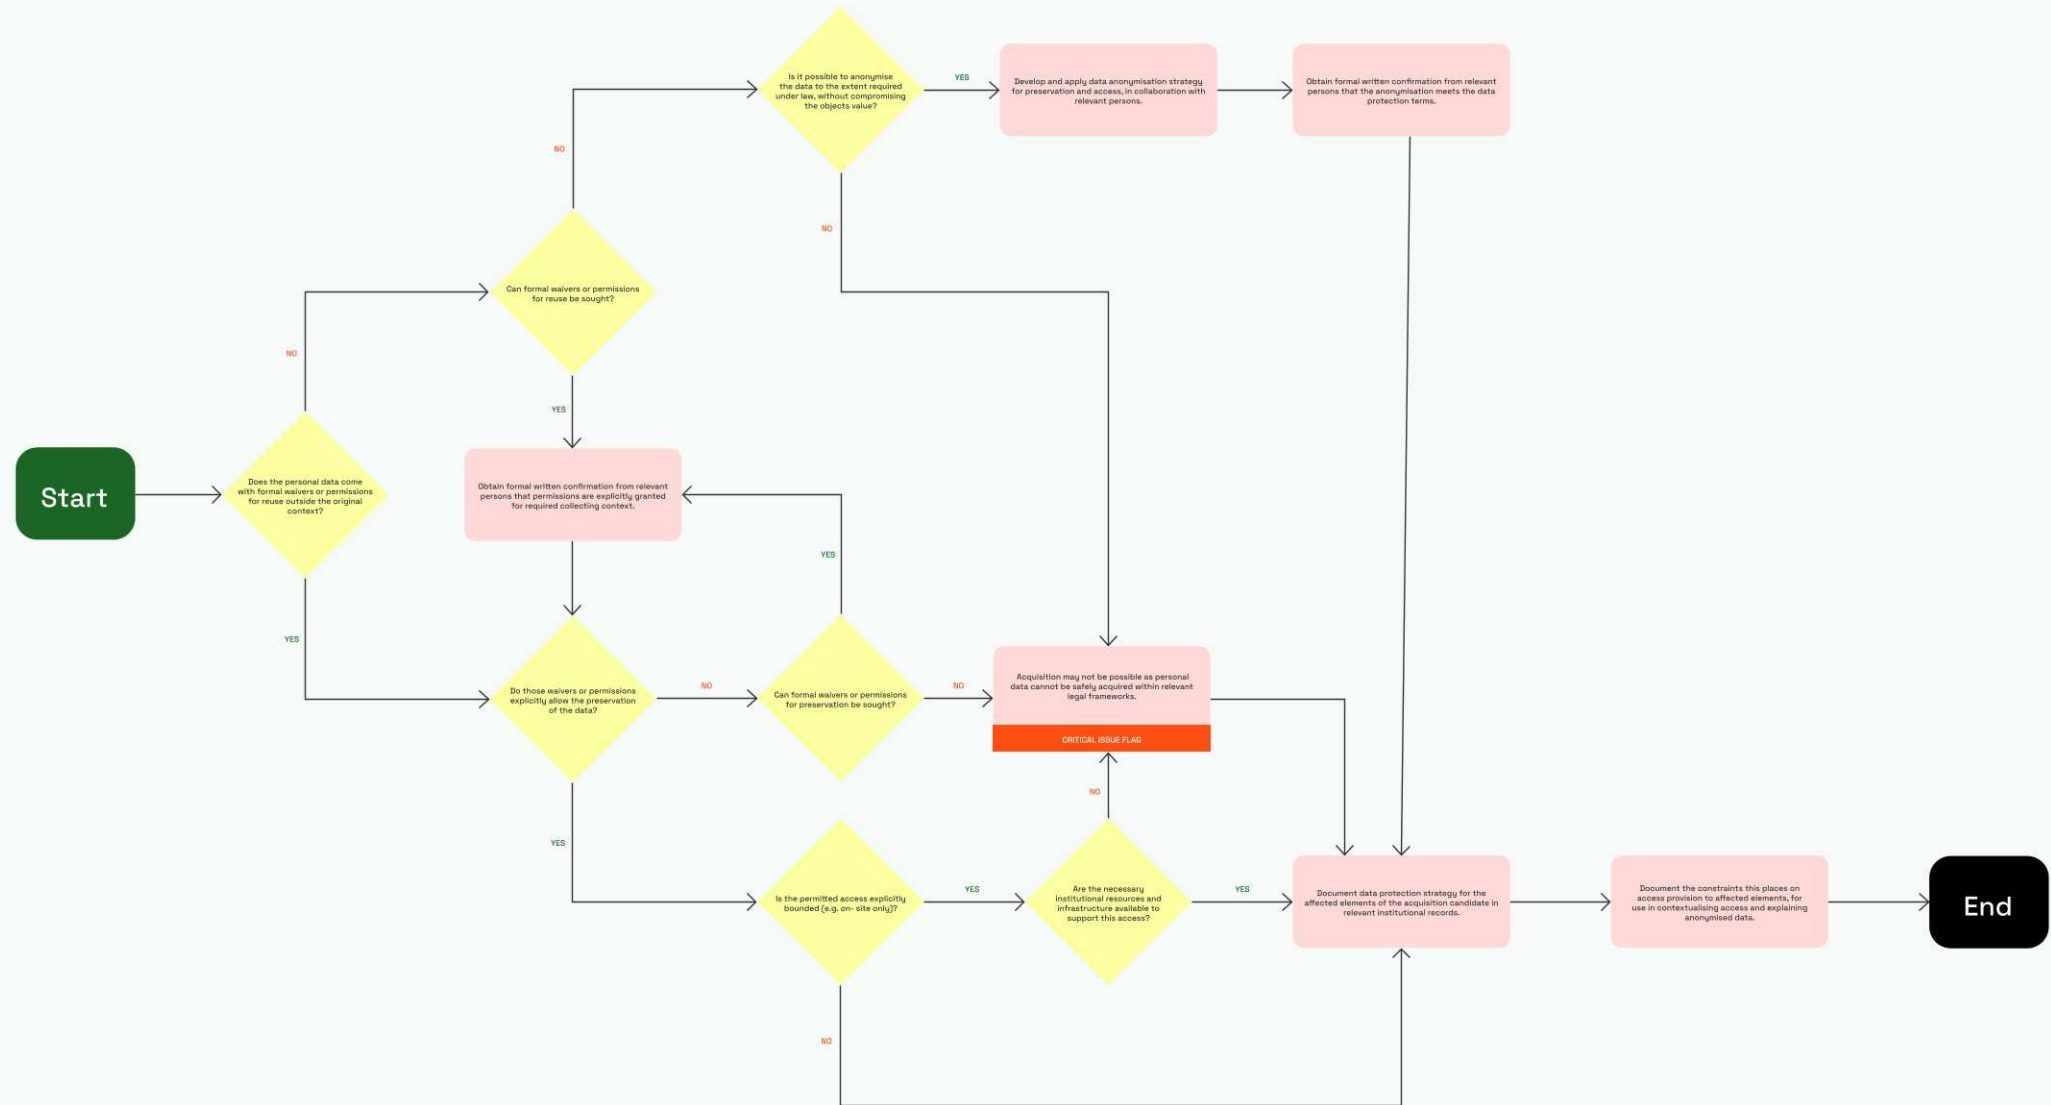 Is it possible to anonymise
the data to the extent required
under law, without compromising
the objects value?
YES
Develop and apply data anonymisation strategy
for preservation and access, in collaboration with
relevant persons.
Obtain formal written confirmation from relevant
persons that the anonymisation meets the data
protection terms.
NO
NO
Can formal waivers or permissions
for reuse be sought?
NO
YES
Start
Does the personal data come
with formal waivers or permissions
for reuse outside the original
context?
Obtain formal written confirmation from relevant
persons that permissions are explicitly granted
for required collecting context.
YES
YES
Do those waivers or permissions
explicitly allow the preservation
of the data?
NO
Can formal waivers or permissions
for preservation be sought?
NO
Acquisition may not be possible as personal
data cannot be safely acquired within relevant
legal frameworks.
CRITICAL ISSUE FLAG
NO
YES
Is the permitted access explicitly
bounded (e.g. on- site only)?
YES
Are the necessary
institutional resources and
infrastructure available to
support this access?
YES
Document data protection strategy for the
affected elements of the acquisition candidate in
relevant institutional records.
Document the constraints this places on
access provision to affected elements, for
use in contextualising access and explaining
anonymised data.
End
NO